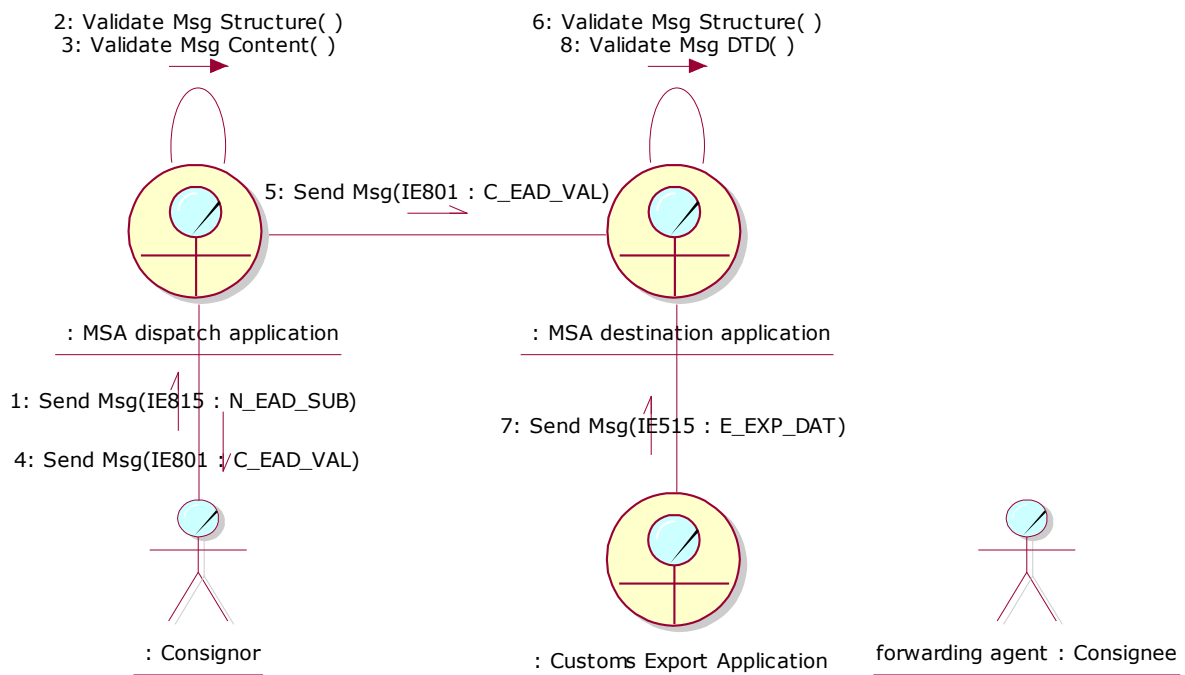 2: Validate Msg Structure( )
3: Validate Msg Content( )
6: Validate Msg Structure( )
8: Validate Msg DTD( )
5: Send Msg(IE801 : C_EAD_VAL)
: MSA dispatch application
: MSA destination application
1: Send Msg(IE815 : N_EAD_SUB)
7: Send Msg(IE515 : E_EXP_DAT)
4: Send Msg(IE801 : C_EAD_VAL)
: Consignor
: Customs Export Application
forwarding agent : Consignee